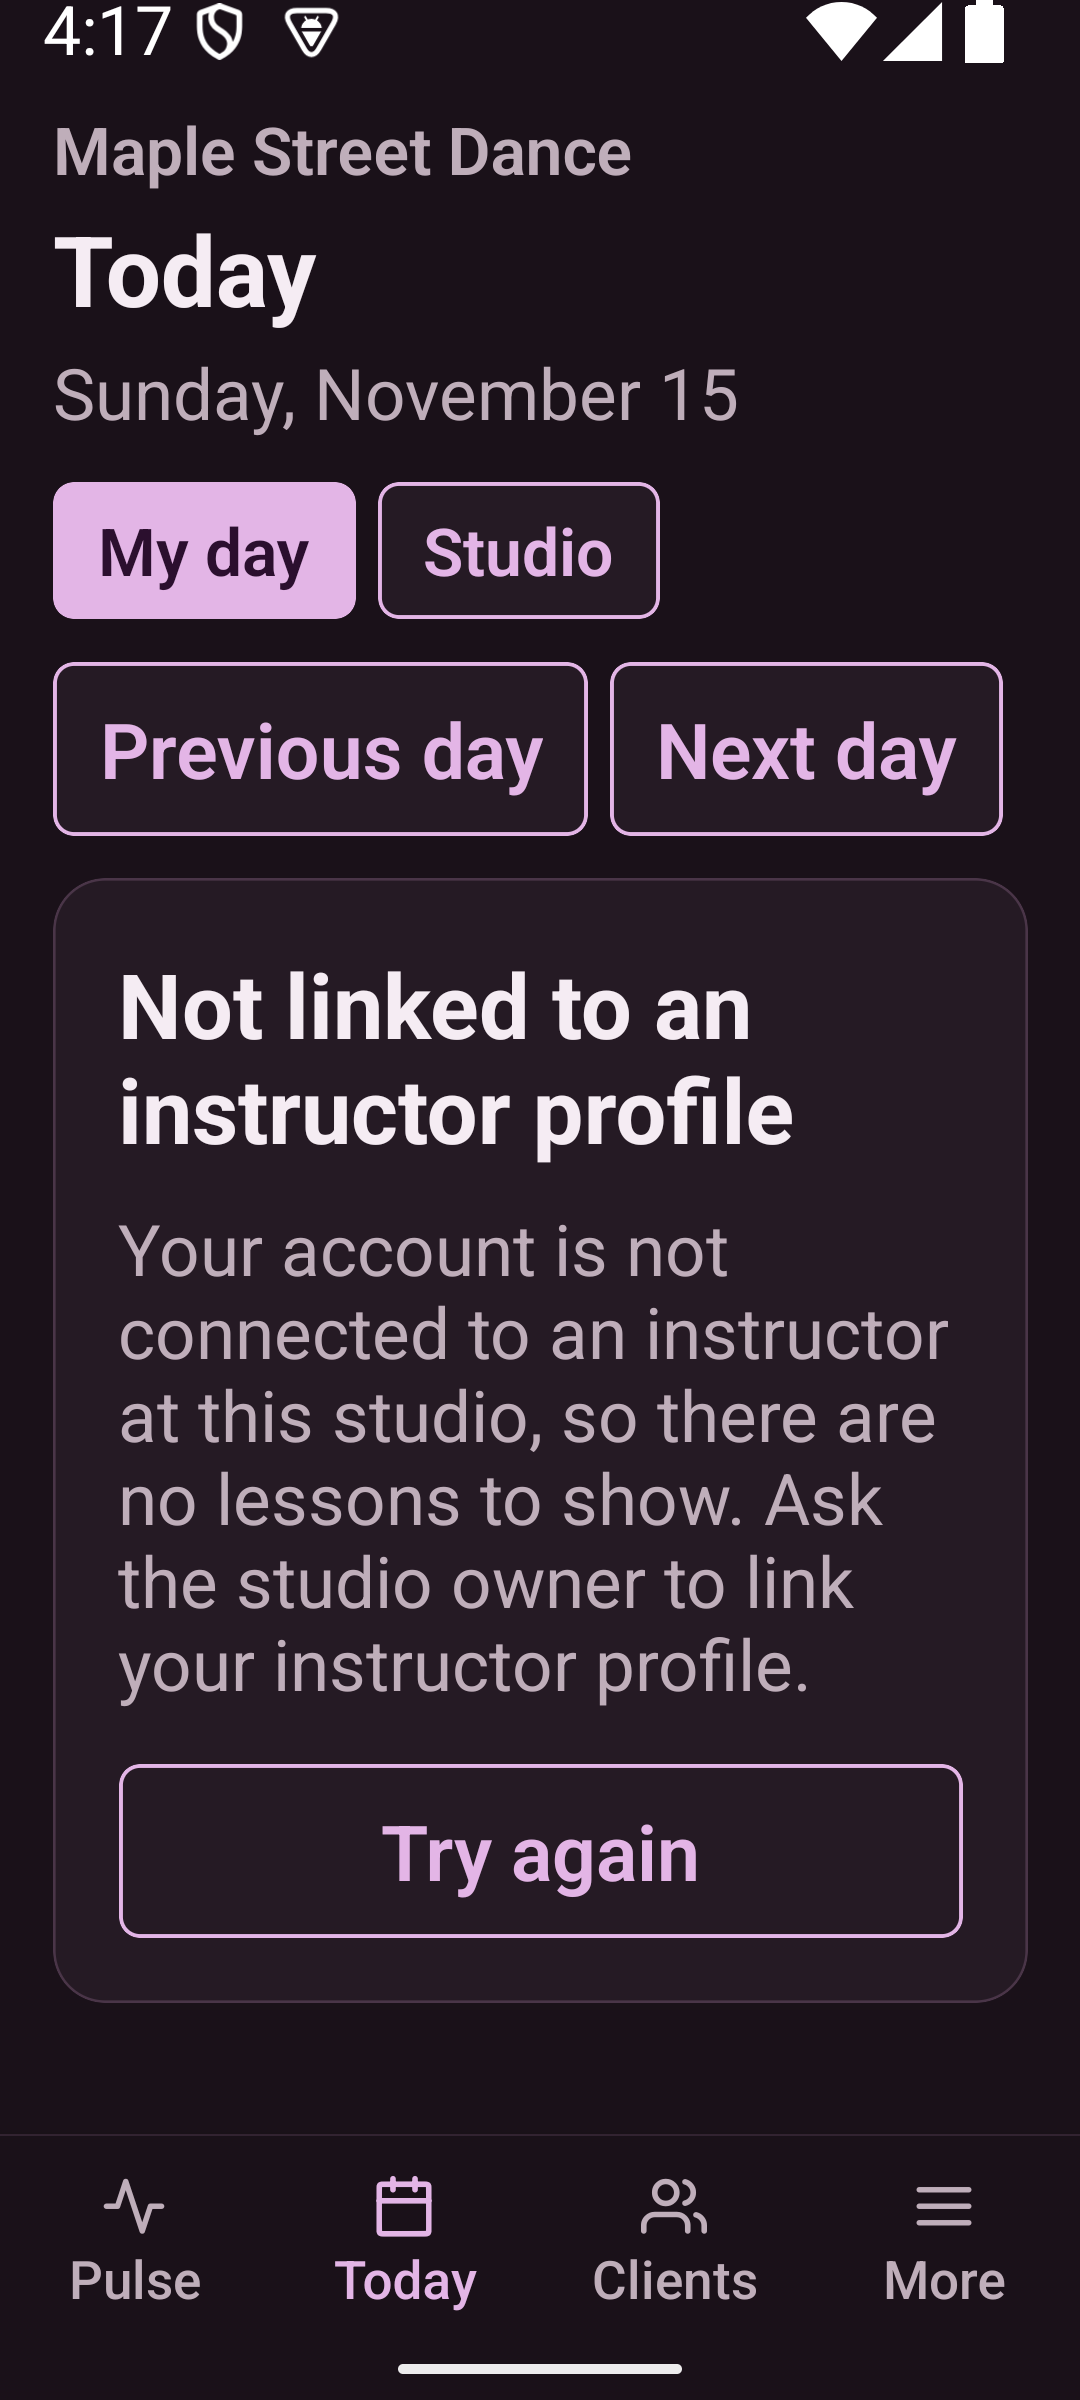 4:17
Maple Street Dance
Today
Sunday, November 15
My day
Studio
Previous day
Next day
Not linked to an
instructor profile
Your account is not
connected to an instructor
at this studio, so there are
no lessons to show. Ask
the studio owner to link
your instructor profile.
Try again
Pulse
Today
Clients
More